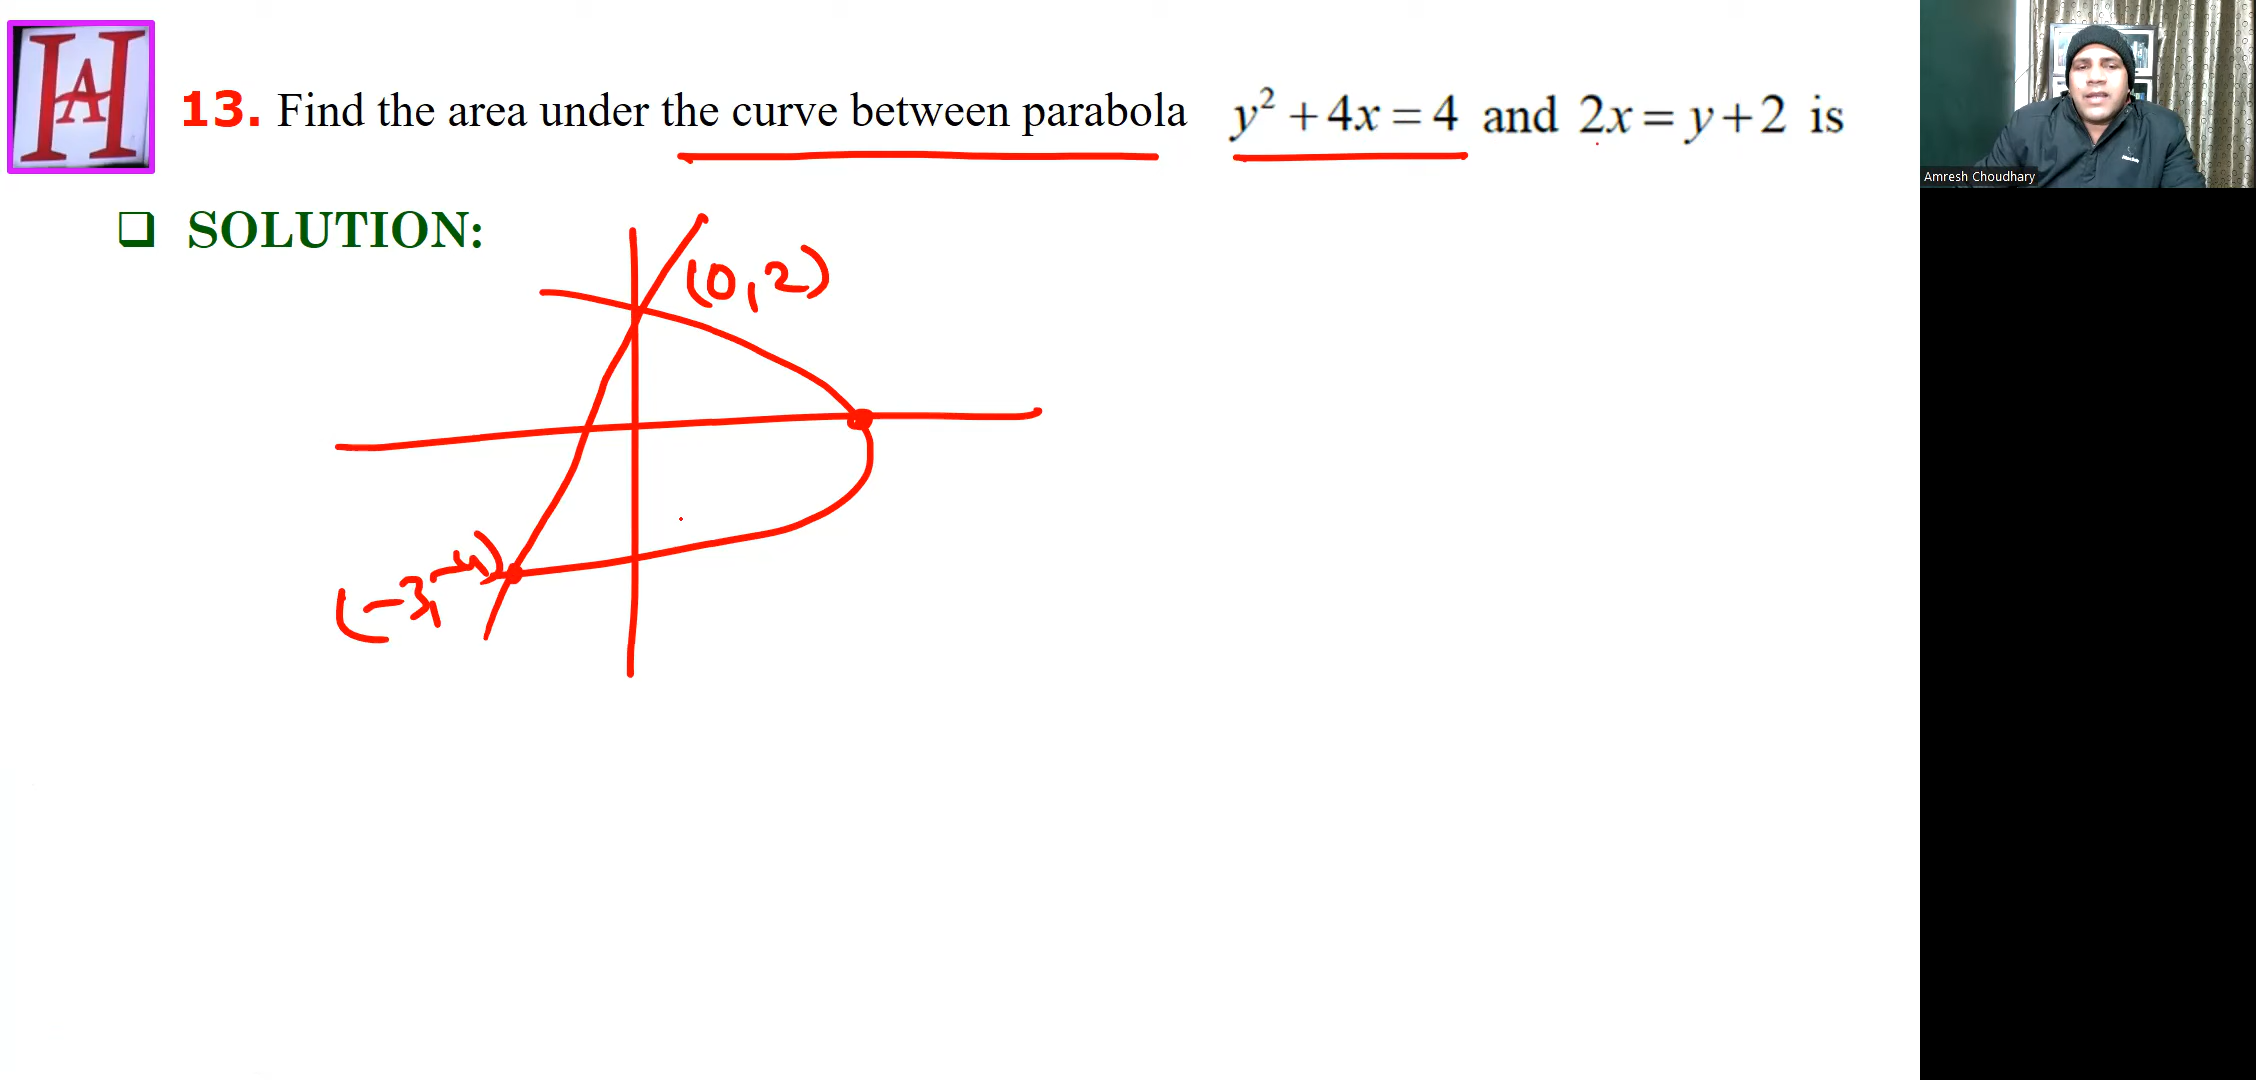 HA
13. Find the area under the curve between parabola y² + 4x = 4 and 2x = y + 2 is
Amresh Choudhary
❑ SOLUTION:
(0,2)
(-3,-4)